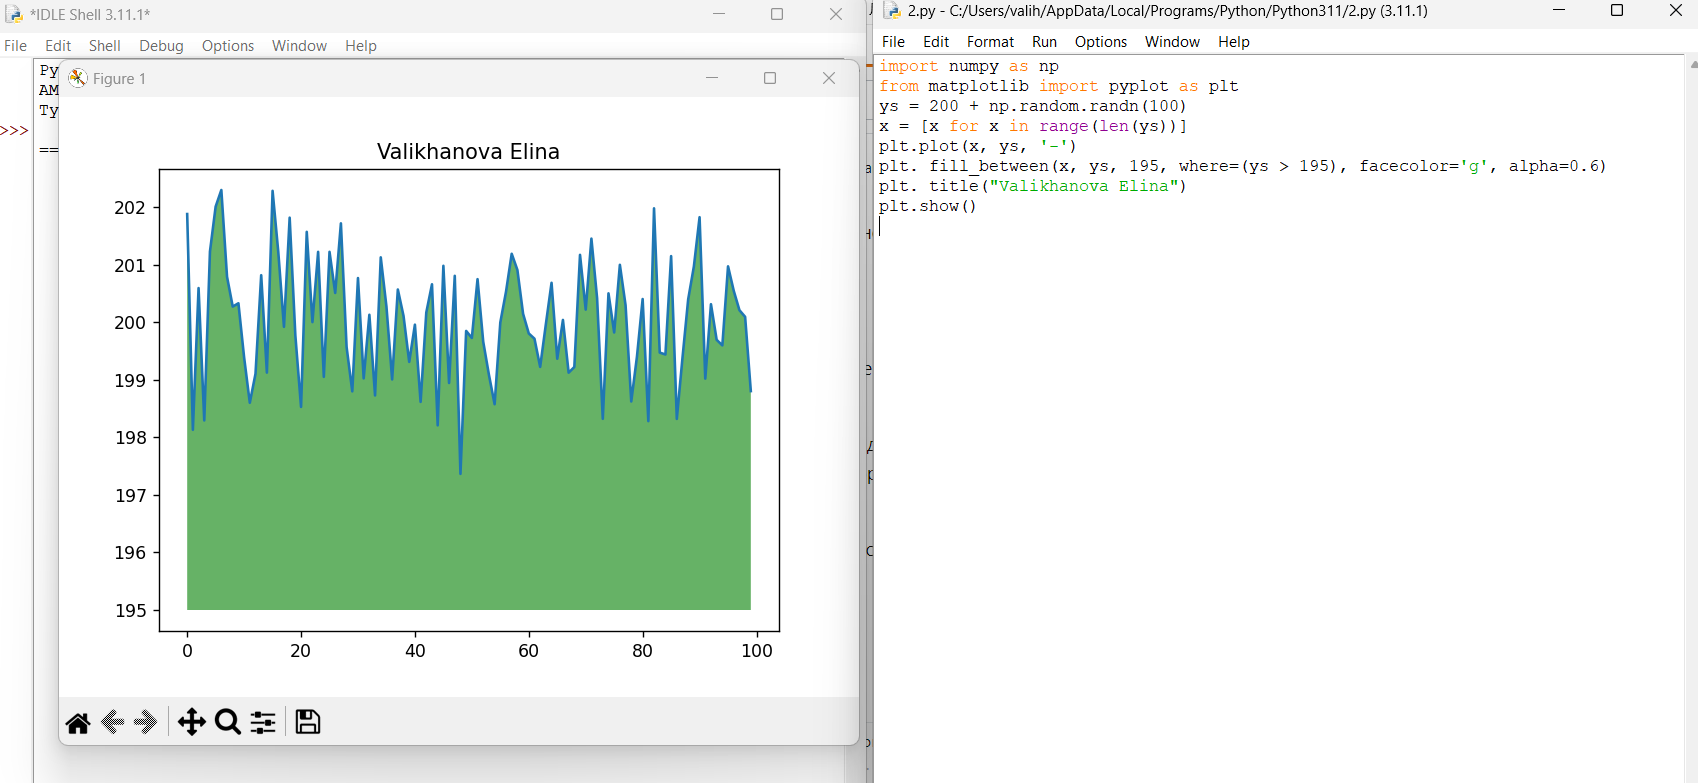 *IDLE Shell 3.11.1*
File Edit Shell Debug Options Window Help
Py
AM
Ty
>>>
==
Figure 1
Valikhanova Elina
202
201
200
199
198
197
196
195
0 20 40 60 80 100
2.py - C:/Users/valih/AppData/Local/Programs/Python/Python311/2.py (3.11.1)
File Edit Format Run Options Window Help
import numpy as np
from matplotlib import pyplot as plt
ys = 200 + np.random.randn(100)
x = [x for x in range(len(ys))]
plt.plot(x, ys, '-')
plt. fill_between(x, ys, 195, where=(ys > 195), facecolor='g', alpha=0.6)
plt. title("Valikhanova Elina")
plt.show()